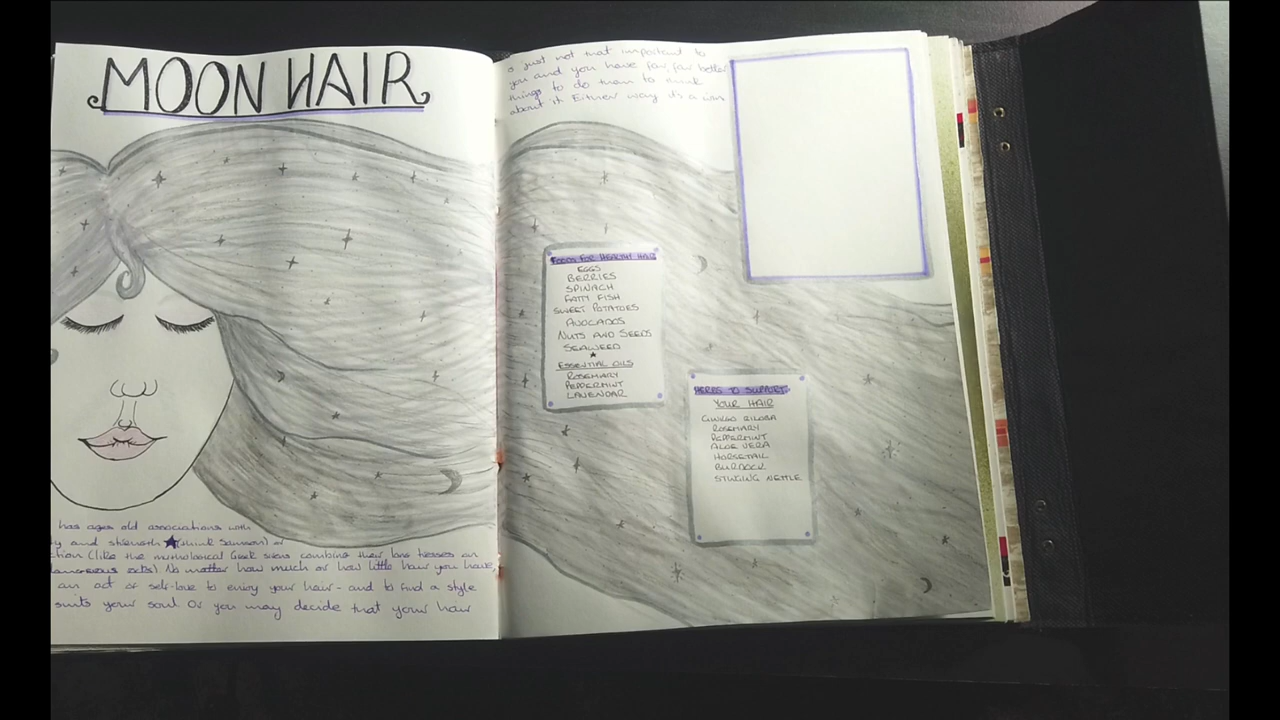 MOON HAIR
has ages old associations with
and strength ★ (think Samson) or
(like the mythological Greek sirens combing their long tresses on
dangerous acts) No matter how much or how little hair you have,
an act of self-love to enjoy your hair - and to find a style
suits your soul Or you may decide that your hair
is just not that important to
you and you have far, far better
things to do than to think
about it Either way it's a win
FOODS FOR HEALTHY HAIR
EGGS
BERRIES
SPINACH
FATTY FISH
SWEET POTATOES
AVOCADOS
NUTS AND SEEDS
SEAWEED
★
ESSENTIAL OILS
ROSEMARY
PEPPERMINT
LAVENDAR
HERBS TO SUPPORT
YOUR HAIR
GINKGO BILOBA
ROSEMARY
PEPPERMINT
ALOE VERA
HORSETAIL
BURDOCK
STINGING NETTLE